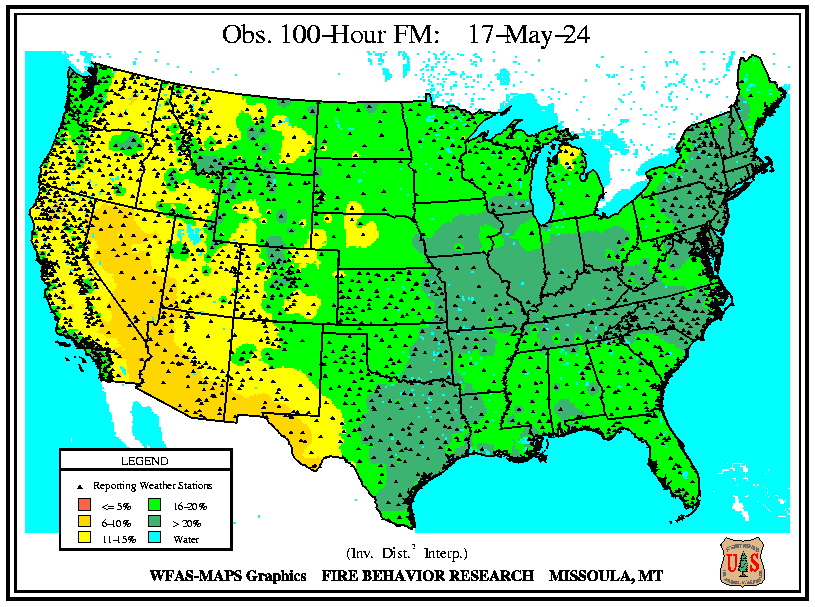 Obs. 100-Hour FM: 17-May-24
LEGEND
Reporting Weather Stations
<= 5% 16-20%
6-10% > 20%
11-15% Water
(Inv. Dist.² Interp.)
WFAS-MAPS Graphics FIRE BEHAVIOR RESEARCH MISSOULA, MT
U S